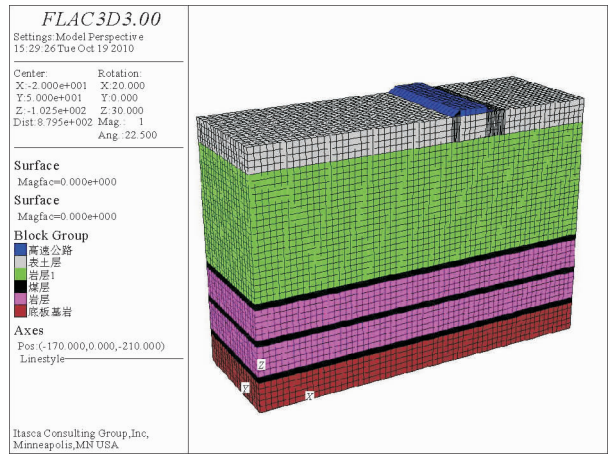 FLAC3D3.00
Settings: Model Perspective
15:29:26 Tue Oct 19 2010
Center: Rotation:
X:-2.000e+001 X:20.000
Y:5.000e+001 Y:0.000
Z:-1.025e+002 Z:30.000
Dist:8.795e+002 Mag.: 1
Ang.:22.500
Surface
Magfac=0.000e+000
Surface
Magfac=0.000e+000
Block Group
高速公路
表土层
岩层1
煤层
岩层
底板基岩
Axes
Pos:(-170.000,0.000,-210.000)
Linestyle
Itasca Consulting Group,Inc,
Minneapolis,MN USA
Z
Y
X